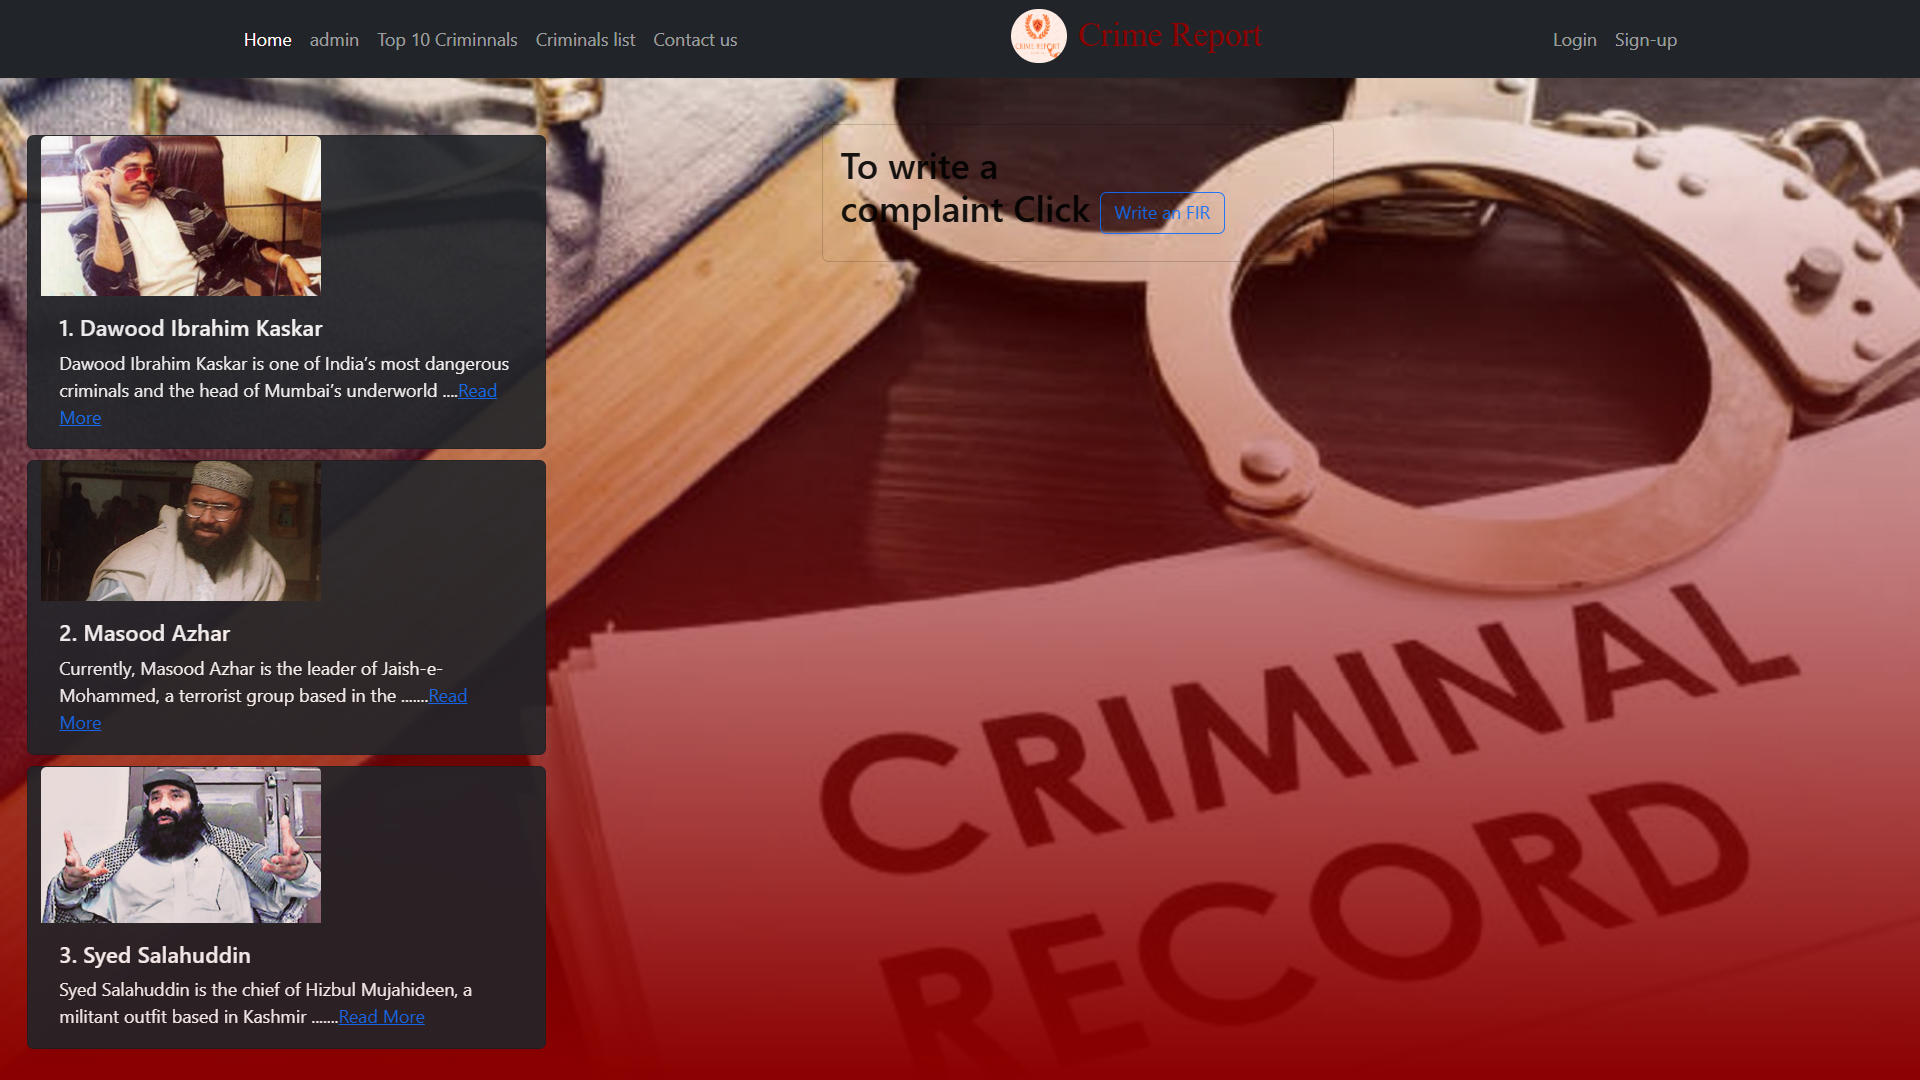 Home admin Top 10 Criminnals Criminals list Contact us
CRIME REPORT
Crime Report
Login Sign-up
To write a
complaint Click Write an FIR
1. Dawood Ibrahim Kaskar
Dawood Ibrahim Kaskar is one of India’s most dangerous
criminals and the head of Mumbai’s underworld ....Read
More
2. Masood Azhar
Currently, Masood Azhar is the leader of Jaish-e-
Mohammed, a terrorist group based in the .......Read
More
3. Syed Salahuddin
Syed Salahuddin is the chief of Hizbul Mujahideen, a
militant outfit based in Kashmir .......Read More
CRIMINAL
RECORD